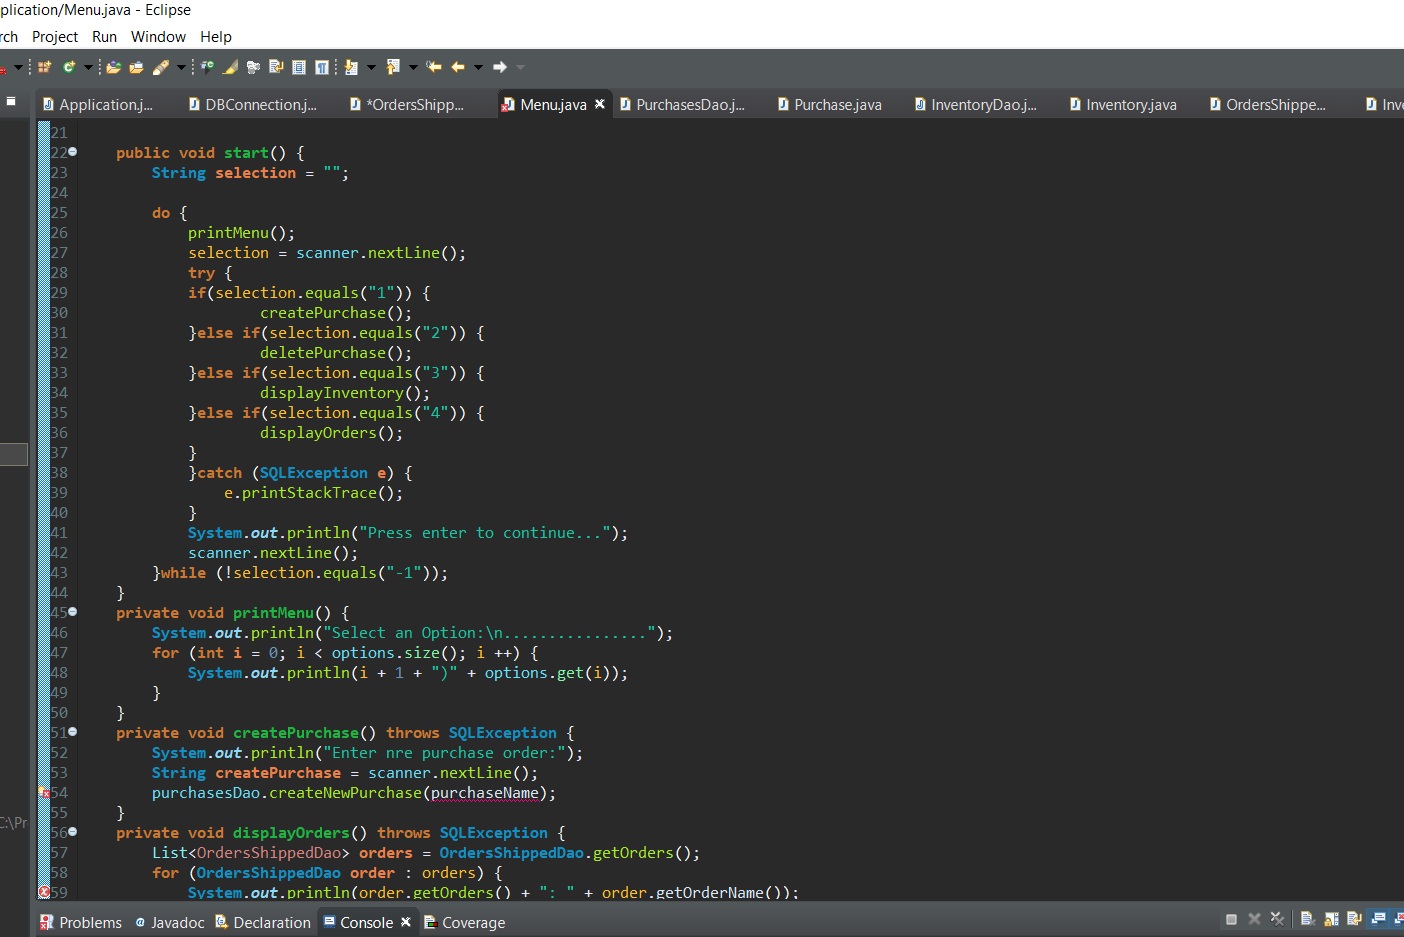 plication/Menu.java - Eclipse
rch Project Run Window Help
Application.j... DBConnection.j... *OrdersShipp... Menu.java PurchasesDao.j... Purchase.java InventoryDao.j... Inventory.java OrdersShippe... Inve
21
22 public void start() {
23 String selection = "";
24
25 do {
26 printMenu();
27 selection = scanner.nextLine();
28 try {
29 if(selection.equals("1")) {
30 createPurchase();
31 }else if(selection.equals("2")) {
32 deletePurchase();
33 }else if(selection.equals("3")) {
34 displayInventory();
35 }else if(selection.equals("4")) {
36 displayOrders();
37 }
38 }catch (SQLException e) {
39 e.printStackTrace();
40 }
41 System.out.println("Press enter to continue...");
42 scanner.nextLine();
43 }while (!selection.equals("-1"));
44 }
45 private void printMenu() {
46 System.out.println("Select an Option:\n................");
47 for (int i = 0; i < options.size(); i ++) {
48 System.out.println(i + 1 + ")" + options.get(i));
49 }
50 }
51 private void createPurchase() throws SQLException {
52 System.out.println("Enter nre purchase order:");
53 String createPurchase = scanner.nextLine();
54 purchasesDao.createNewPurchase(purchaseName);
55 }
C:\Pr
56 private void displayOrders() throws SQLException {
57 List<OrdersShippedDao> orders = OrdersShippedDao.getOrders();
58 for (OrdersShippedDao order : orders) {
59 System.out.println(order.getOrders() + ": " + order.getOrderName());
Problems Javadoc Declaration Console Coverage